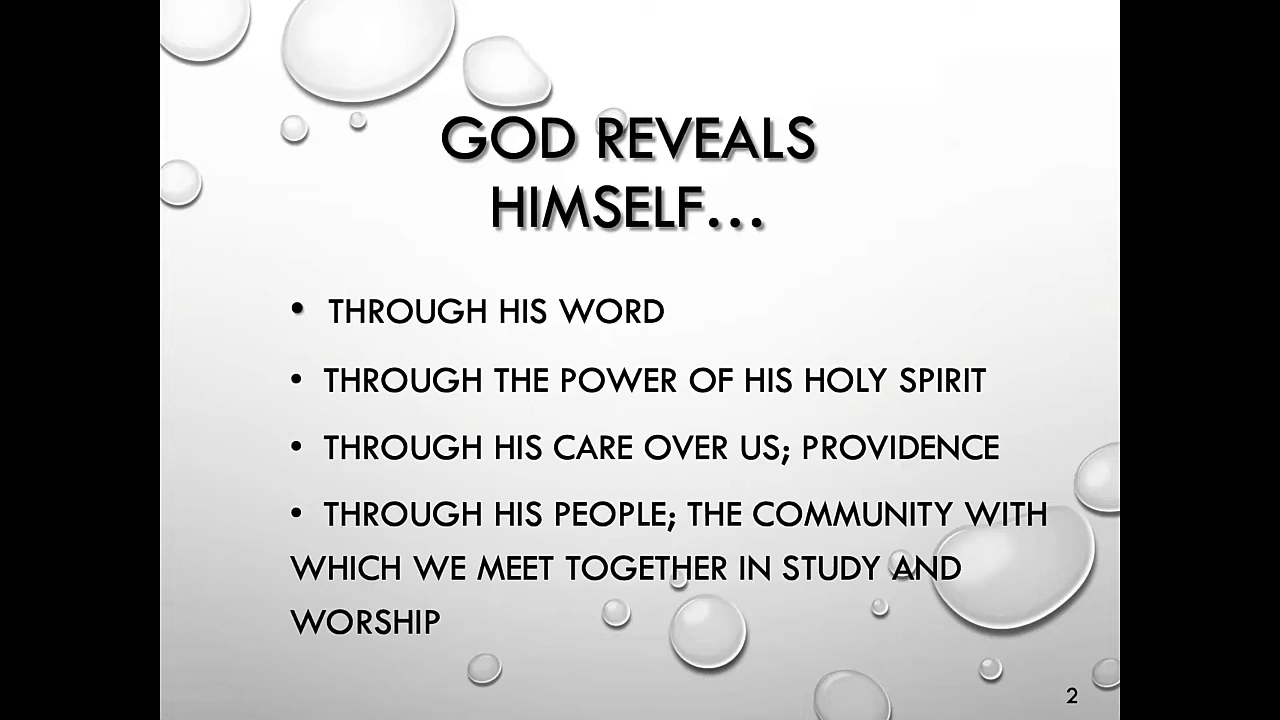 GOD REVEALS
HIMSELF…
• THROUGH HIS WORD
• THROUGH THE POWER OF HIS HOLY SPIRIT
• THROUGH HIS CARE OVER US; PROVIDENCE
• THROUGH HIS PEOPLE; THE COMMUNITY WITH
WHICH WE MEET TOGETHER IN STUDY AND
WORSHIP
2